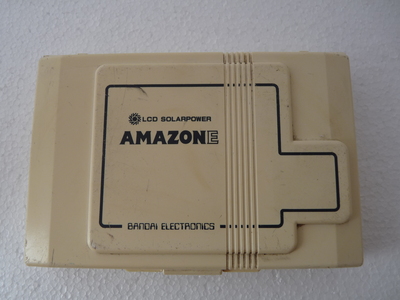 LCD SOLARPOWER
AMAZONE
BANDAI ELECTRONICS